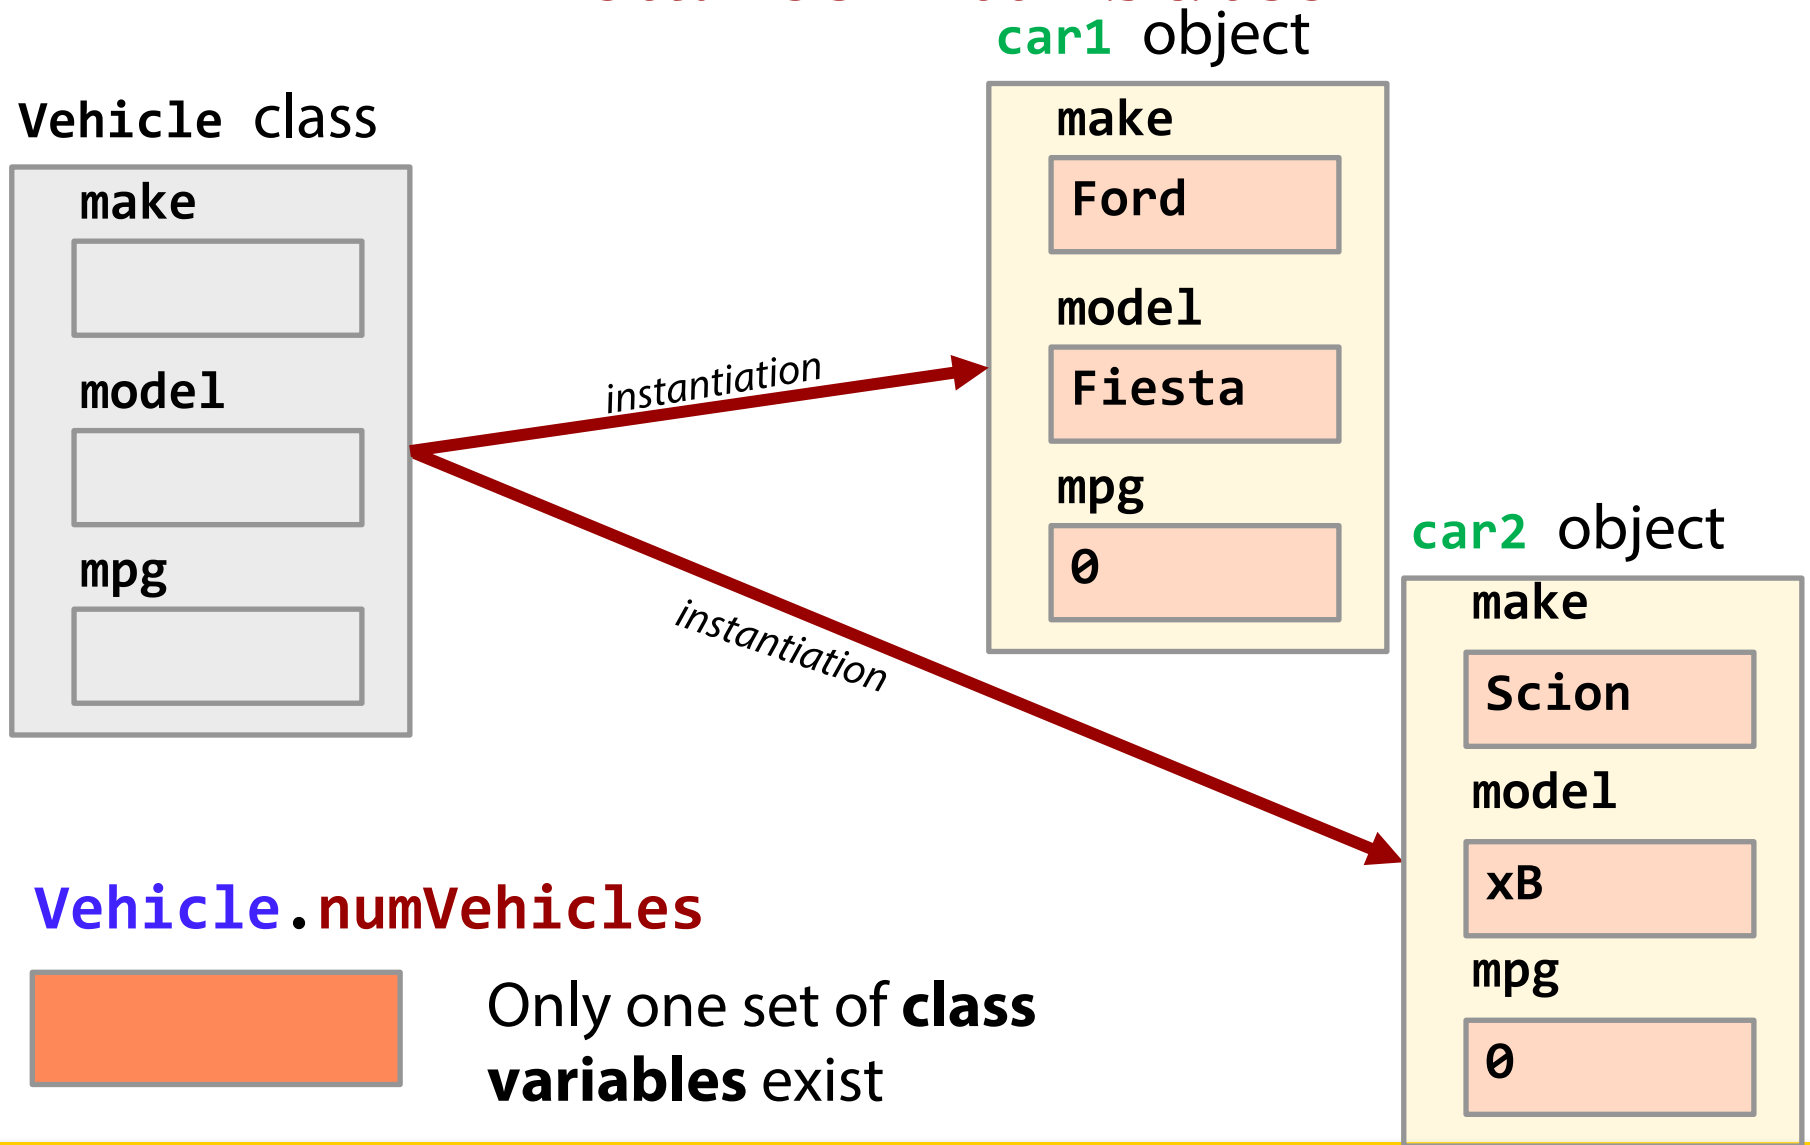 car1 object
Vehicle class
make
model
mpg
instantiation
instantiation
make
Ford
model
Fiesta
mpg
0
car2 object
make
Scion
model
xB
mpg
0
Vehicle.numVehicles
Only one set of class
variables exist